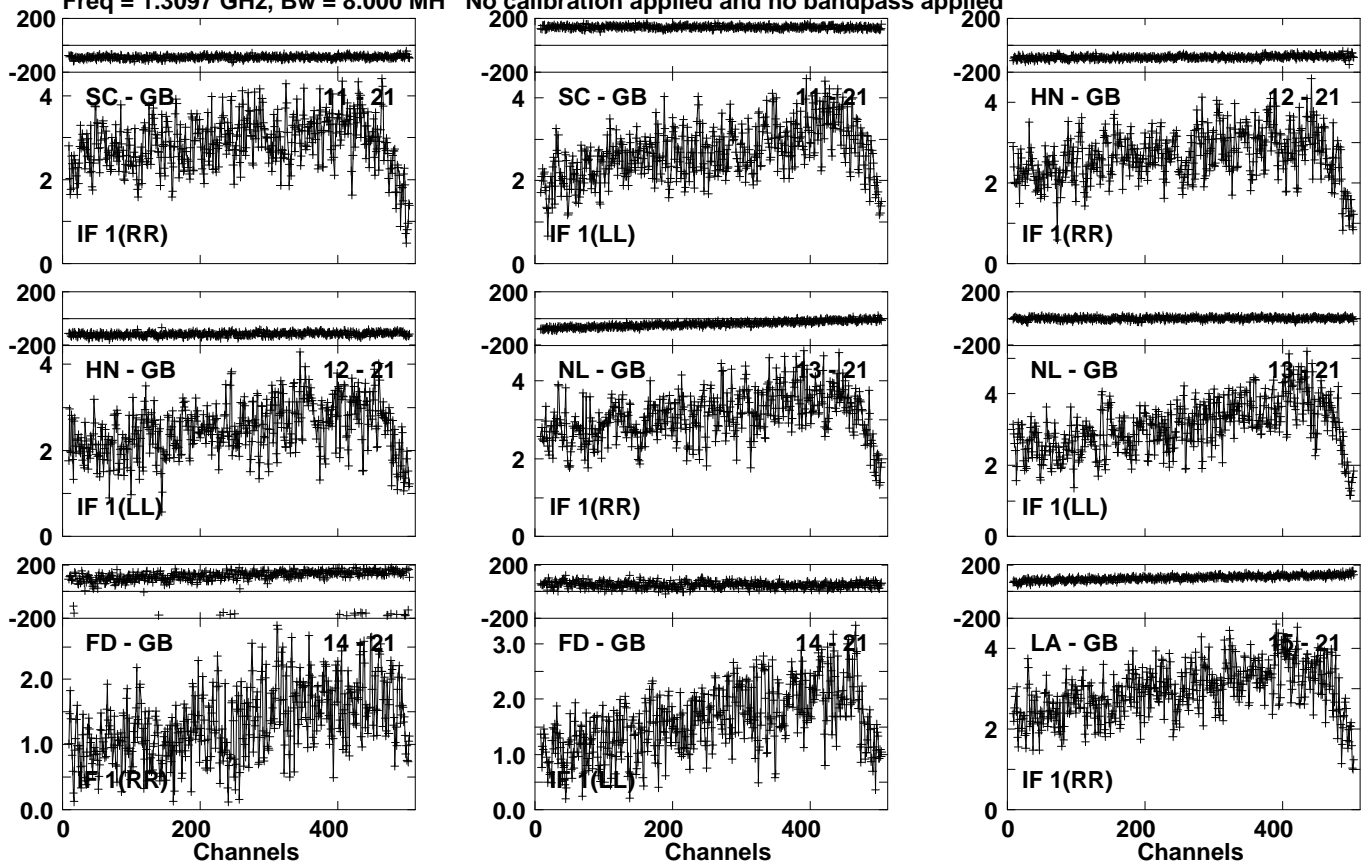 Freq = 1.3097 GHz, Bw = 8.000 MH   No calibration applied and no bandpass applied
200 200 200
-200 -200 -200
4 SC - GB 11 - 21 4 SC - GB 11 - 21 4 HN - GB 12 - 21
2 2 2
IF 1(RR) IF 1(LL) IF 1(RR)
0 0 0
200 200 200
-200 -200 -200
4 HN - GB 12 - 21 4 NL - GB 13 - 21 4 NL - GB 13 - 21
2 2 2
IF 1(LL) IF 1(RR) IF 1(LL)
0 0 0
200 200 200
-200 -200 -200
FD - GB 14 - 21 3.0 FD - GB 14 - 21 4 LA - GB 15 - 21
2.0 2.0 2
1.0 1.0
IF 1(RR) IF 1(LL) IF 1(RR)
0.0 0.0 0
0 200 400 0 200 400 0 200 400
Channels Channels Channels